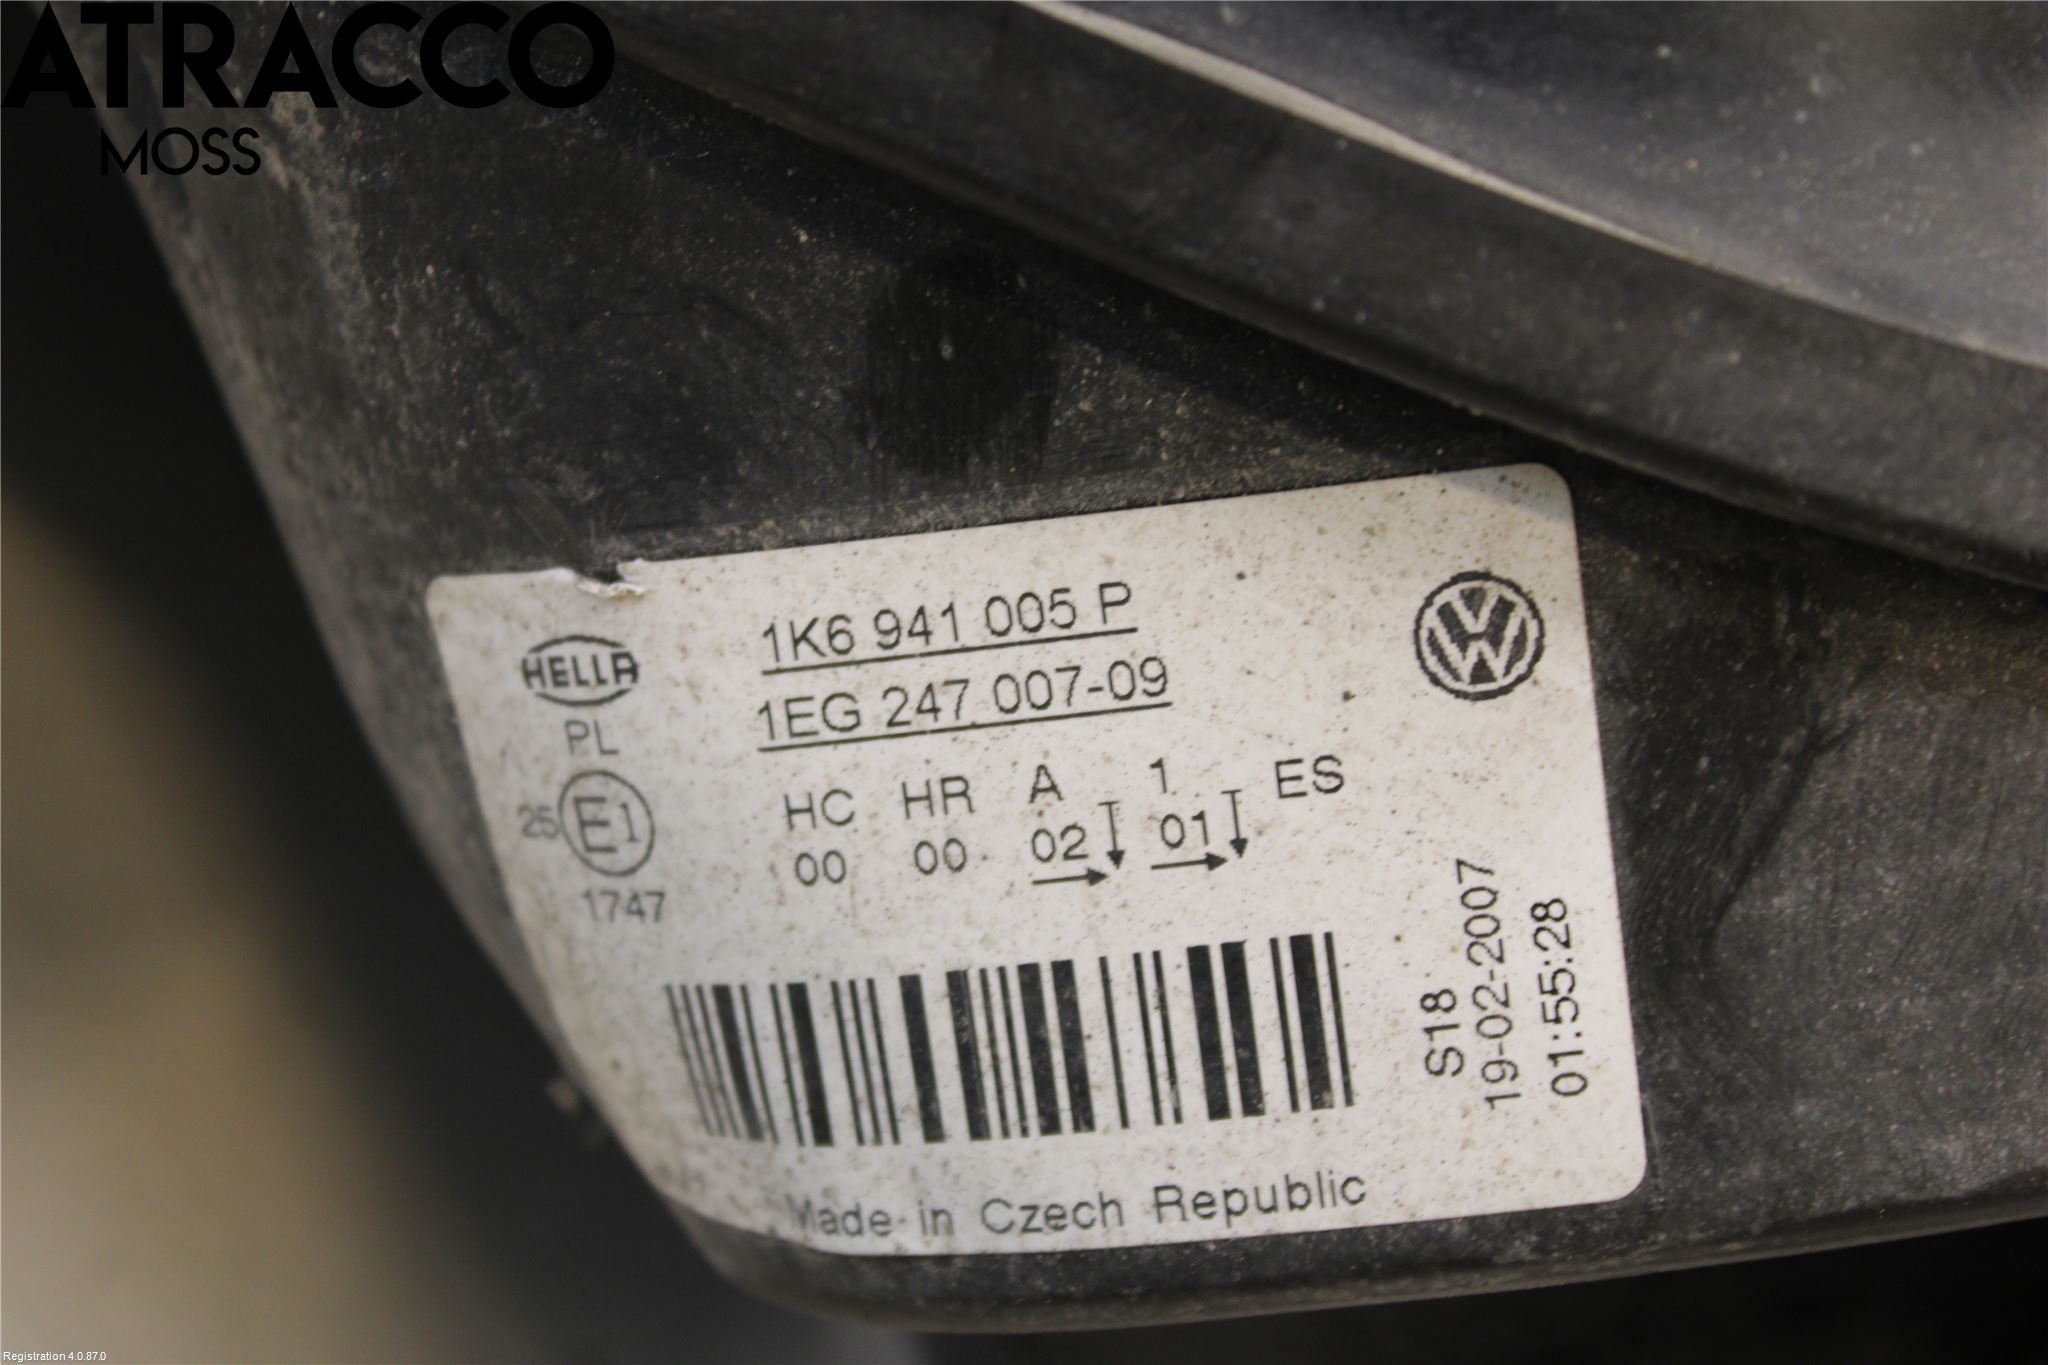 ATRACCO
MOSS
1K6 941 005 P
1EG 247 007-09
HELLA
PL
25 E1
1747
HC HR A 1 ES
00 00 02 01
S18
19-02-2007
01:55:28
Made in Czech Republic
Registration 4.0.87.0